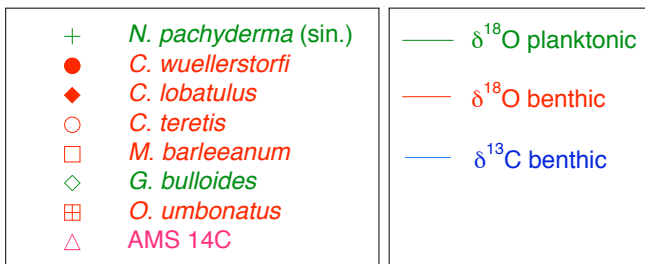 N. pachyderma (sin.)
C. wuellerstorfi
C. lobatulus
C. teretis
M. barleeanum
G. bulloides
O. umbonatus
AMS 14C
δ¹⁸O planktonic
δ¹⁸O benthic
δ¹³C benthic